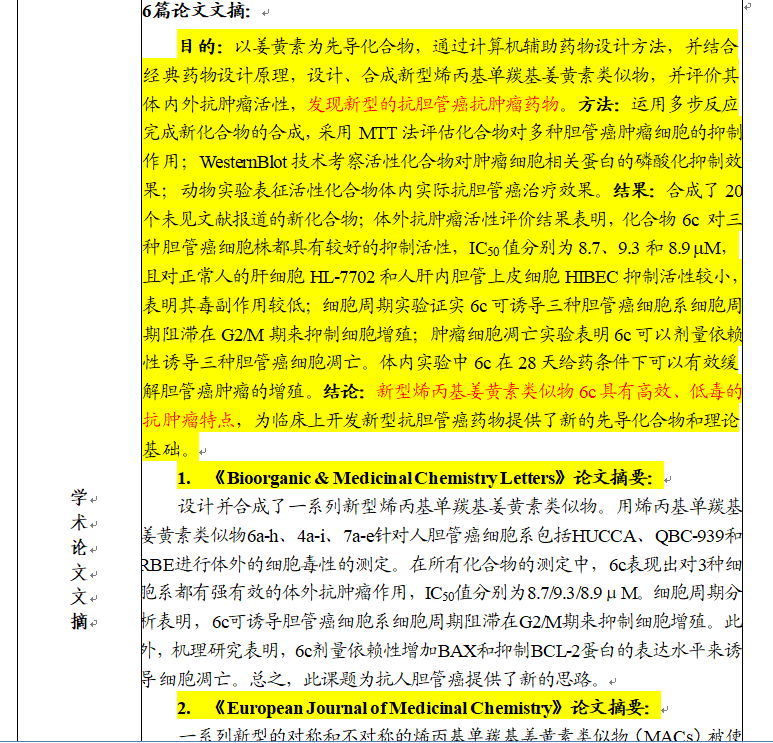 6篇论文文摘：
目的：以姜黄素为先导化合物，通过计算机辅助药物设计方法，并结合
经典药物设计原理，设计、合成新型烯丙基单羰基姜黄素类似物，并评价其
体内外抗肿瘤活性，发现新型的抗胆管癌抗肿瘤药物。方法：运用多步反应
完成新化合物的合成，采用 MTT 法评估化合物对多种胆管癌肿瘤细胞的抑制
作用；WesternBlot 技术考察活性化合物对肿瘤细胞相关蛋白的磷酸化抑制效
果；动物实验表征活性化合物体内实际抗胆管癌治疗效果。结果：合成了 20
个未见文献报道的新化合物；体外抗肿瘤活性评价结果表明，化合物 6c 对三
种胆管癌细胞株都具有较好的抑制活性，IC50 值分别为 8.7、9.3 和 8.9 μM，
且对正常人的肝细胞 HL-7702 和人肝内胆管上皮细胞 HIBEC 抑制活性较小，
表明其毒副作用较低；细胞周期实验证实 6c 可诱导三种胆管癌细胞系细胞周
期阻滞在 G2/M 期来抑制细胞增殖；肿瘤细胞凋亡实验表明 6c 可以剂量依赖
性诱导三种胆管癌细胞凋亡。体内实验中 6c 在 28 天给药条件下可以有效缓
解胆管癌肿瘤的增殖。结论：新型烯丙基姜黄素类似物 6c 具有高效、低毒的
抗肿瘤特点，为临床上开发新型抗胆管癌药物提供了新的先导化合物和理论
基础。
1. 《Bioorganic & Medicinal Chemistry Letters》论文摘要：
设计并合成了一系列新型烯丙基单羰基姜黄素类似物。用烯丙基单羰基
姜黄素类似物6a-h、4a-i、7a-e针对人胆管癌细胞系包括HUCCA、QBC-939和
RBE进行体外的细胞毒性的测定。在所有化合物的测定中，6c表现出对3种细
胞系都有强有效的体外抗肿瘤作用，IC50值分别为8.7/9.3/8.9μM。细胞周期分
析表明，6c可诱导胆管癌细胞系细胞周期阻滞在G2/M期来抑制细胞增殖。此
外，机理研究表明，6c剂量依赖性增加BAX和抑制BCL-2蛋白的表达水平来诱
导细胞凋亡。总之，此课题为抗人胆管癌提供了新的思路。
2. 《European Journal of Medicinal Chemistry》论文摘要：
一系列新型的对称和不对称的烯丙基单羰基姜黄素类似物（MACs）被使
学
术
论
文
文
摘